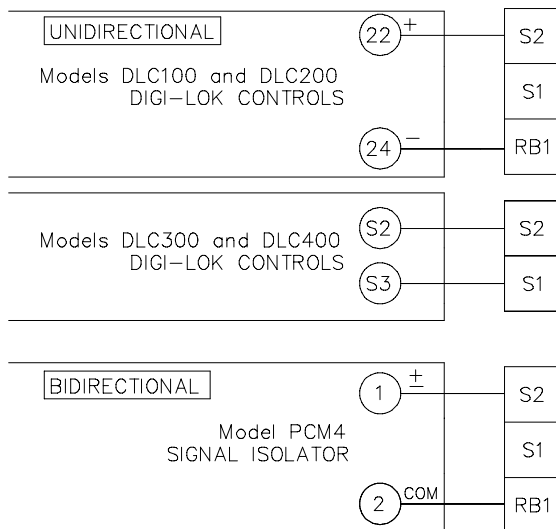 UNIDIRECTIONAL
22 + S2
Models DLC100 and DLC200
DIGI-LOK CONTROLS
S1
24 - RB1
S2 S2
Models DLC300 and DLC400
DIGI-LOK CONTROLS
S3 S1
BIDIRECTIONAL
1 ± S2
Model PCM4
SIGNAL ISOLATOR
S1
2 COM RB1